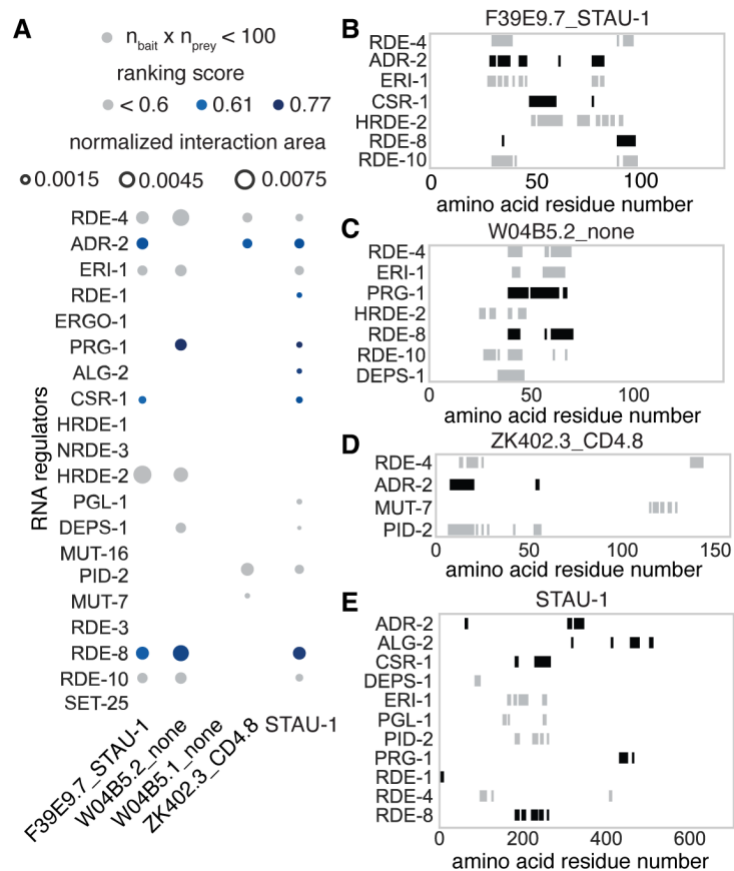 A
n_bait x n_prey < 100
ranking score
< 0.6 0.61 0.77
normalized interaction area
0.0015 0.0045 0.0075
RNA regulators
RDE-4
ADR-2
ERI-1
RDE-1
ERGO-1
PRG-1
ALG-2
CSR-1
HRDE-1
NRDE-3
HRDE-2
PGL-1
DEPS-1
MUT-16
PID-2
MUT-7
RDE-3
RDE-8
RDE-10
SET-25
F39E9.7_STAU-1
W04B5.2_none
W04B5.1_none
ZK402.3_CD4.8
STAU-1
B
F39E9.7_STAU-1
RDE-4
ADR-2
ERI-1
CSR-1
HRDE-2
RDE-8
RDE-10
0 50 100
amino acid residue number
C
W04B5.2_none
RDE-4
ERI-1
PRG-1
HRDE-2
RDE-8
RDE-10
DEPS-1
0 50 100
amino acid residue number
D
ZK402.3_CD4.8
RDE-4
ADR-2
MUT-7
PID-2
0 50 100 150
amino acid residue number
E
STAU-1
ADR-2
ALG-2
CSR-1
DEPS-1
ERI-1
PGL-1
PID-2
PRG-1
RDE-1
RDE-4
RDE-8
0 200 400 600
amino acid residue number